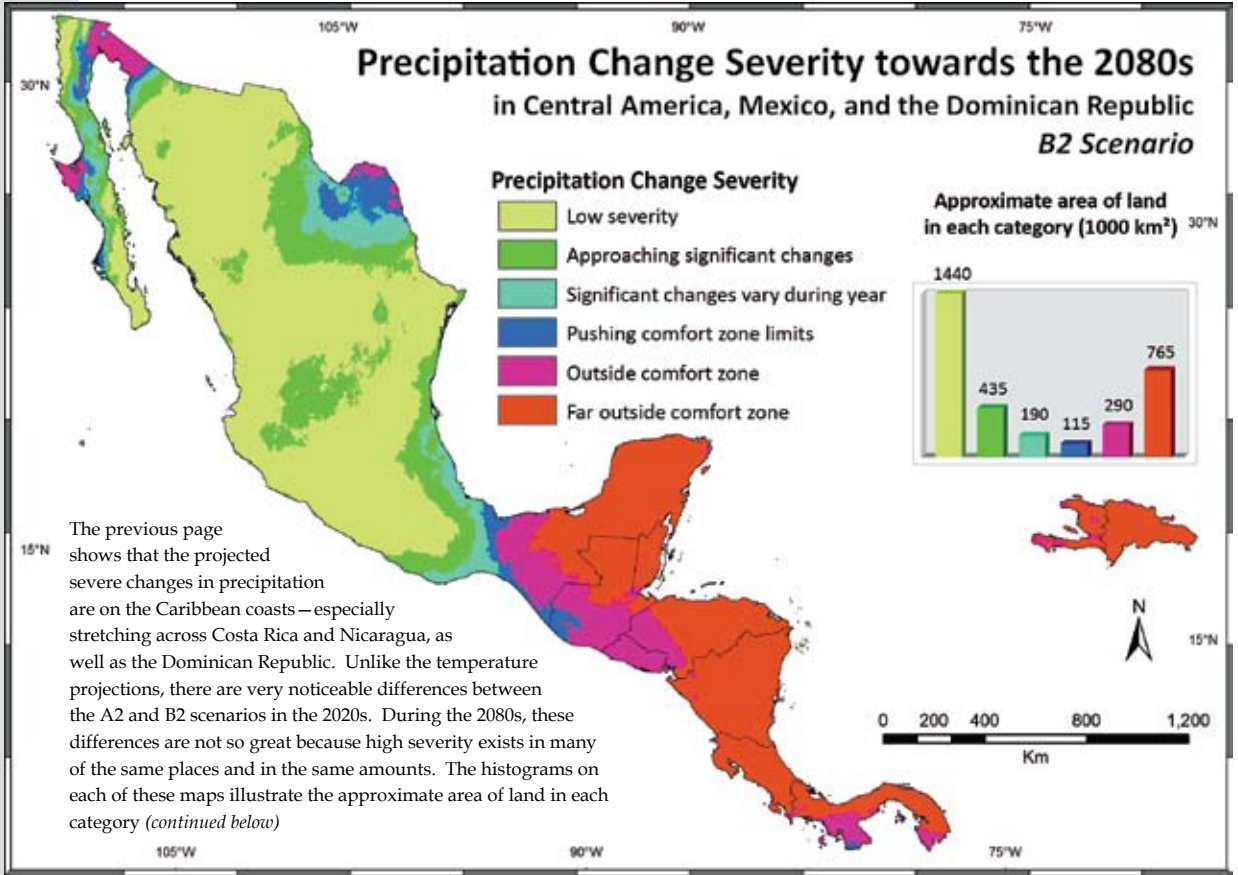 105°W
90°W
75°W
Precipitation Change Severity towards the 2080s
in Central America, Mexico, and the Dominican Republic
B2 Scenario
30°N
Precipitation Change Severity
Low severity
Approaching significant changes
Significant changes vary during year
Pushing comfort zone limits
Outside comfort zone
Far outside comfort zone
Approximate area of land
in each category (1000 km²)
30°N
1440
435
190
115
290
765
15°N
The previous page
shows that the projected
severe changes in precipitation
are on the Caribbean coasts—especially
stretching across Costa Rica and Nicaragua, as
well as the Dominican Republic. Unlike the temperature
projections, there are very noticeable differences between
the A2 and B2 scenarios in the 2020s. During the 2080s, these
differences are not so great because high severity exists in many
of the same places and in the same amounts. The histograms on
each of these maps illustrate the approximate area of land in each
category (continued below)
N
15°N
0 200 400 800 1,200
Km
105°W
90°W
75°W